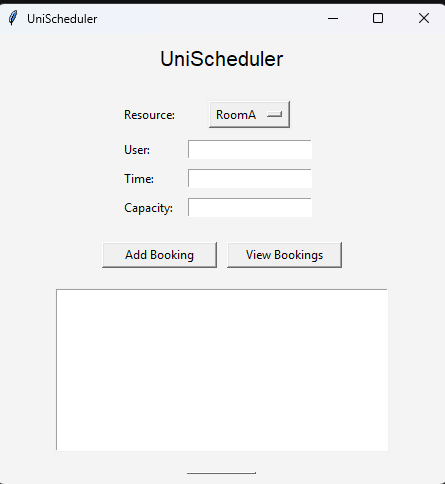 UniScheduler
UniScheduler
Resource: RoomA
User:
Time:
Capacity:
Add Booking View Bookings